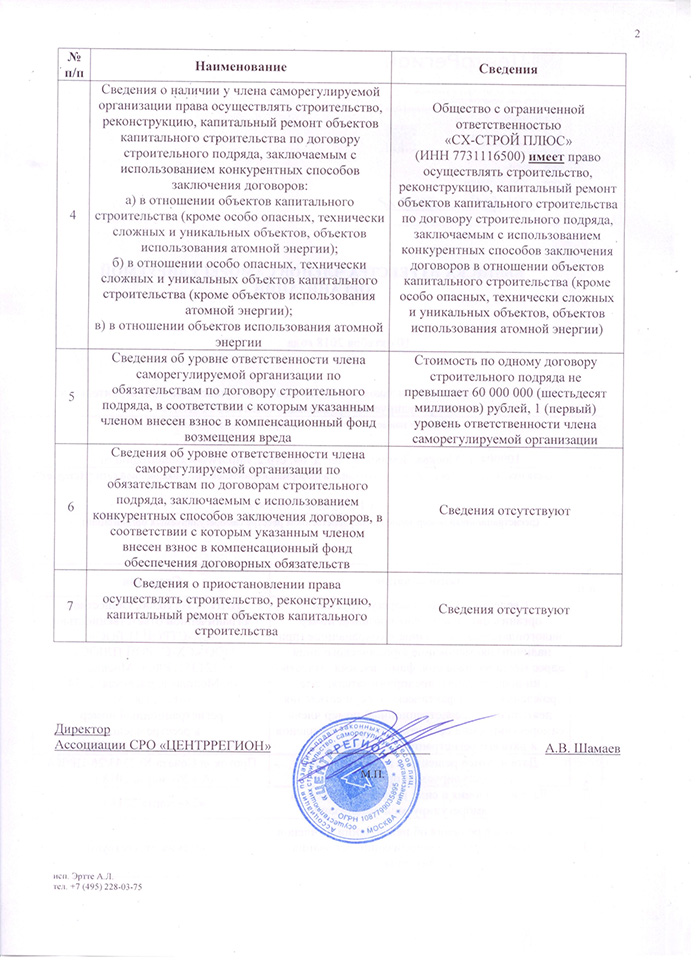 2
№
п/п
Наименование
Сведения
4
Сведения о наличии у члена саморегулируемой
организации права осуществлять строительство,
реконструкцию, капитальный ремонт объектов
капитального строительства по договору
строительного подряда, заключаемым с
использованием конкурентных способов
заключения договоров:
а) в отношении объектов капитального
строительства (кроме особо опасных, технически
сложных и уникальных объектов, объектов
использования атомной энергии);
б) в отношении особо опасных, технически
сложных и уникальных объектов капитального
строительства (кроме объектов использования
атомной энергии);
в) в отношении объектов использования атомной
энергии
Общество с ограниченной
ответственностью
«СХ-СТРОЙ ПЛЮС»
(ИНН 7731116500) имеет право
осуществлять строительство,
реконструкцию, капитальный ремонт
объектов капитального строительства
по договору строительного подряда,
заключаемым с использованием
конкурентных способов заключения
договоров в отношении объектов
капитального строительства (кроме
особо опасных, технически сложных
и уникальных объектов, объектов
использования атомной энергии)
5
Сведения об уровне ответственности члена
саморегулируемой организации по
обязательствам по договору строительного
подряда, в соответствии с которым указанным
членом внесен взнос в компенсационный фонд
возмещения вреда
Стоимость по одному договору
строительного подряда не
превышает 60 000 000 (шестьдесят
миллионов) рублей, 1 (первый)
уровень ответственности члена
саморегулируемой организации
6
Сведения об уровне ответственности члена
саморегулируемой организации по
обязательствам по договорам строительного
подряда, заключаемым с использованием
конкурентных способов заключения договоров, в
соответствии с которым указанным членом
внесен взнос в компенсационный фонд
обеспечения договорных обязательств
Сведения отсутствуют
7
Сведения о приостановлении права
осуществлять строительство, реконструкцию,
капитальный ремонт объектов капитального
строительства
Сведения отсутствуют
Директор
Ассоциации СРО «ЦЕНТРРЕГИОН»
А.В. Шамаев
М.П.
«ЦЕНТРРЕГИОН»
ОГРН 1087799035898
МОСКВА
исп. Эртте А.Л.
тел. +7 (495) 228-03-75